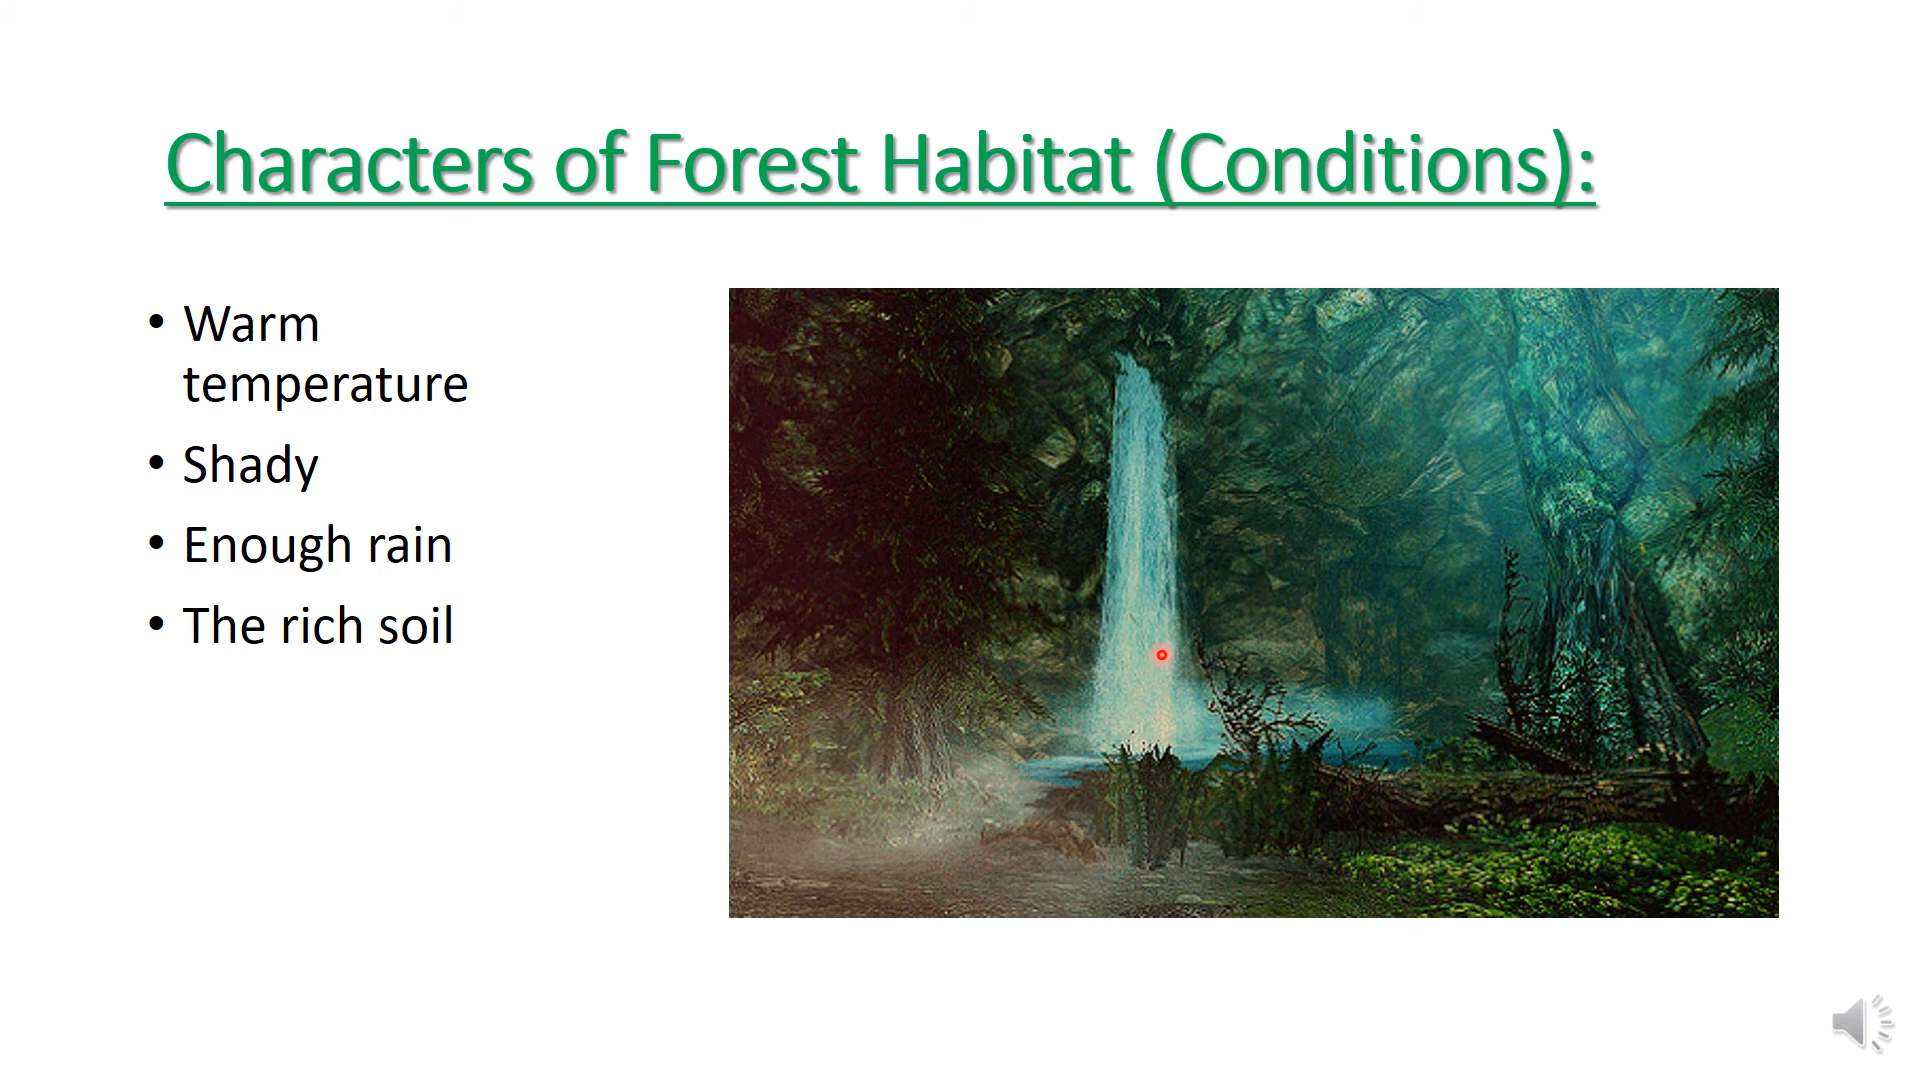 Characters of Forest Habitat (Conditions):
• Warm
temperature
• Shady
• Enough rain
• The rich soil